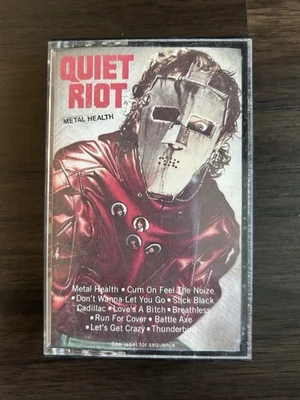 QUIET
RIOT
METAL HEALTH
Metal Health ▪ Cum On Feel The Noize
▪ Don't Wanna Let You Go ▪ Slick Black
Cadillac ▪ Love's A Bitch ▪ Breathless
▪ Run For Cover ▪ Battle Axe
▪ Let's Get Crazy ▪ Thunderbird
See label for sequence